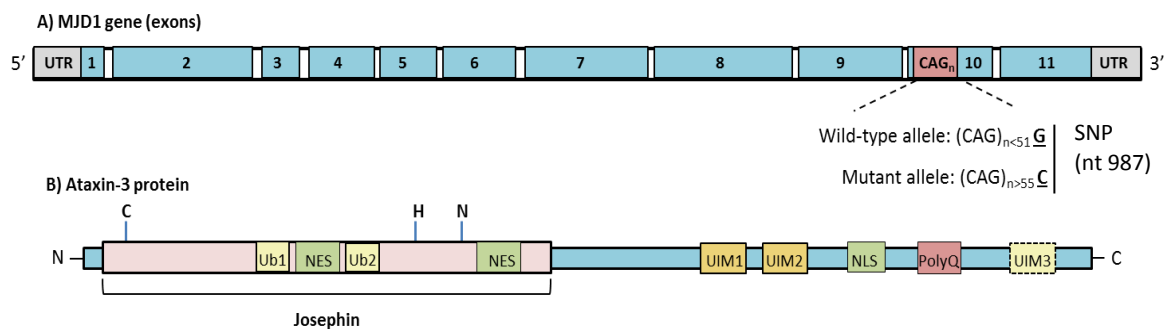 A) MJD1 gene (exons)
5’ UTR 1 2 3 4 5 6 7 8 9 CAGn 10 11 UTR 3’
Wild-type allele: (CAG)n<51 G
Mutant allele: (CAG)n>55 C
SNP
(nt 987)
B) Ataxin-3 protein
C H N
N Ub1 NES Ub2 NES UIM1 UIM2 NLS PolyQ UIM3 C
Josephin